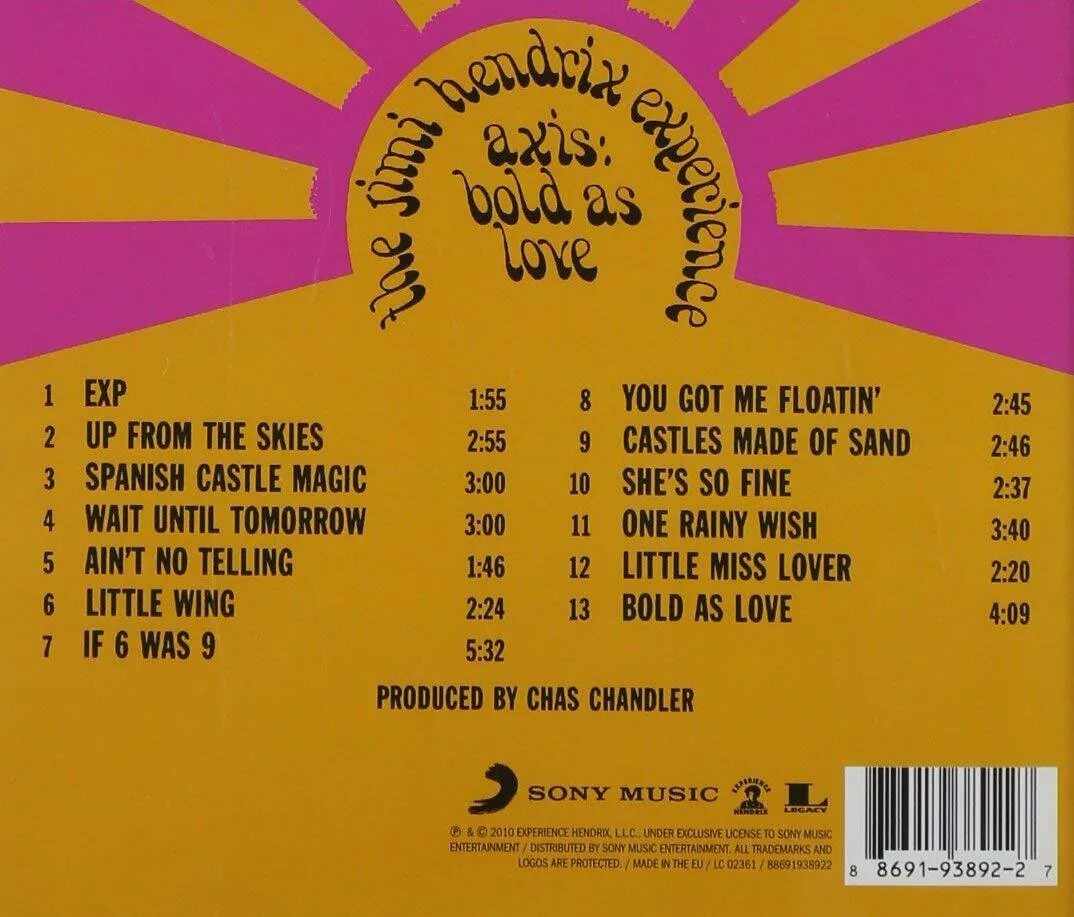 the jimi hendrix experience
axis:
bold as
love
1 EXP 1:55
2 UP FROM THE SKIES 2:55
3 SPANISH CASTLE MAGIC 3:00
4 WAIT UNTIL TOMORROW 3:00
5 AIN'T NO TELLING 1:46
6 LITTLE WING 2:24
7 IF 6 WAS 9 5:32
8 YOU GOT ME FLOATIN' 2:45
9 CASTLES MADE OF SAND 2:46
10 SHE'S SO FINE 2:37
11 ONE RAINY WISH 3:40
12 LITTLE MISS LOVER 2:20
13 BOLD AS LOVE 4:09
PRODUCED BY CHAS CHANDLER
SONY MUSIC
EXPERIENCE
HENDRIX
L
LEGACY
℗ & © 2010 EXPERIENCE HENDRIX, L.L.C., UNDER EXCLUSIVE LICENSE TO SONY MUSIC
ENTERTAINMENT / DISTRIBUTED BY SONY MUSIC ENTERTAINMENT. ALL TRADEMARKS AND
LOGOS ARE PROTECTED. / MADE IN THE EU / LC 02361 / 88691938922
8 8691-93892-2 7